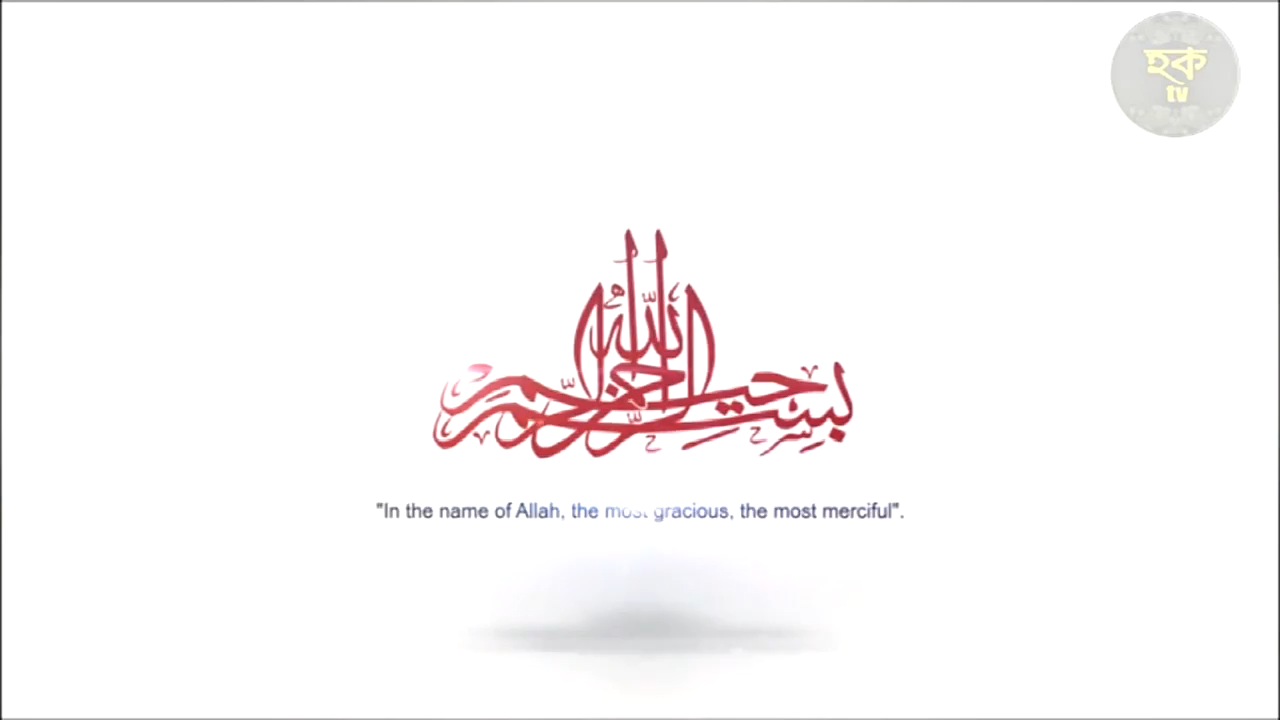 হক
tv
بسم الله الرحمن الرحيم
"In the name of Allah, the most gracious, the most merciful".